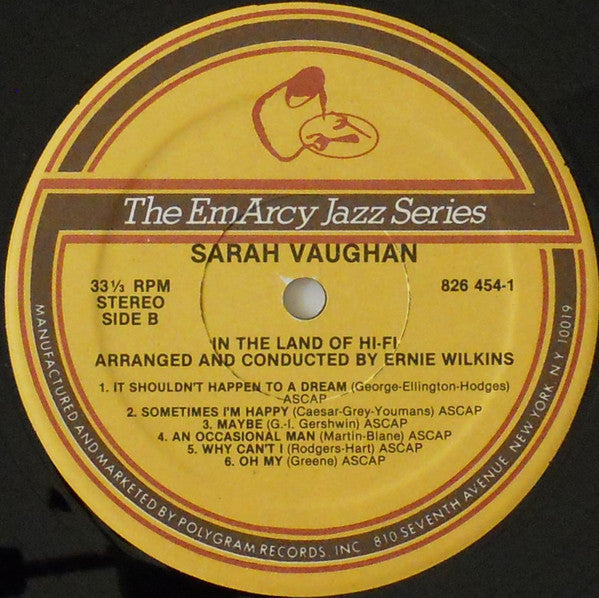 The EmArcy Jazz Series
SARAH VAUGHAN
33⅓ RPM
STEREO
SIDE B
826 454-1
IN THE LAND OF HI-FI
ARRANGED AND CONDUCTED BY ERNIE WILKINS
1. IT SHOULDN'T HAPPEN TO A DREAM (George-Ellington-Hodges)
ASCAP
2. SOMETIMES I'M HAPPY (Caesar-Grey-Youmans) ASCAP
3. MAYBE (G.-I. Gershwin) ASCAP
4. AN OCCASIONAL MAN (Martin-Blane) ASCAP
5. WHY CAN'T I (Rodgers-Hart) ASCAP
6. OH MY (Greene) ASCAP
MANUFACTURED AND MARKETED BY POLYGRAM RECORDS, INC. 810 SEVENTH AVENUE, NEW YORK, N.Y. 10019